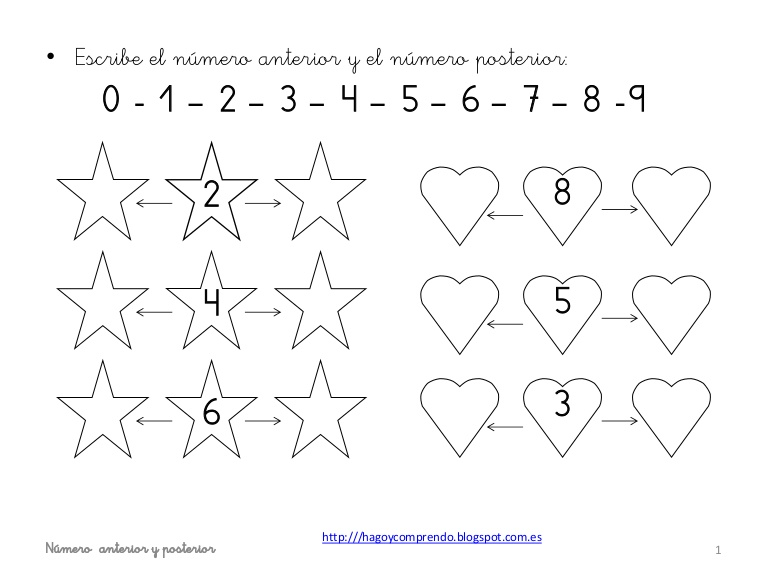 • Escribe el número anterior y el número posterior:
0 - 1 – 2 – 3 – 4 – 5 – 6 – 7 – 8 -9
2 8
4 5
6 3
http:///hagoycomprendo.blogspot.com.es
Número anterior y posterior 1